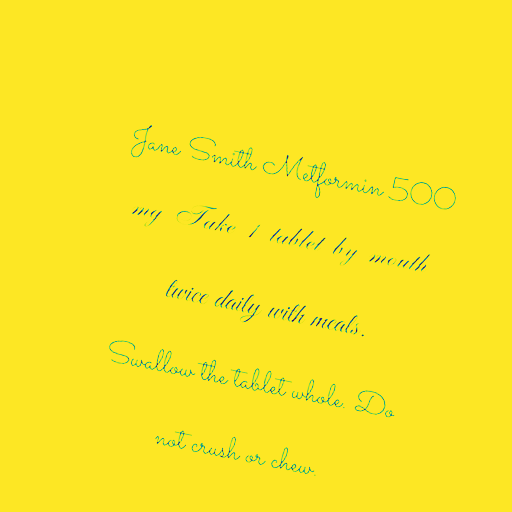 Jane Smith Metformin 500
mg Take 1 tablet by mouth
twice daily with meals.
Swallow the tablet whole. Do
not crush or chew.